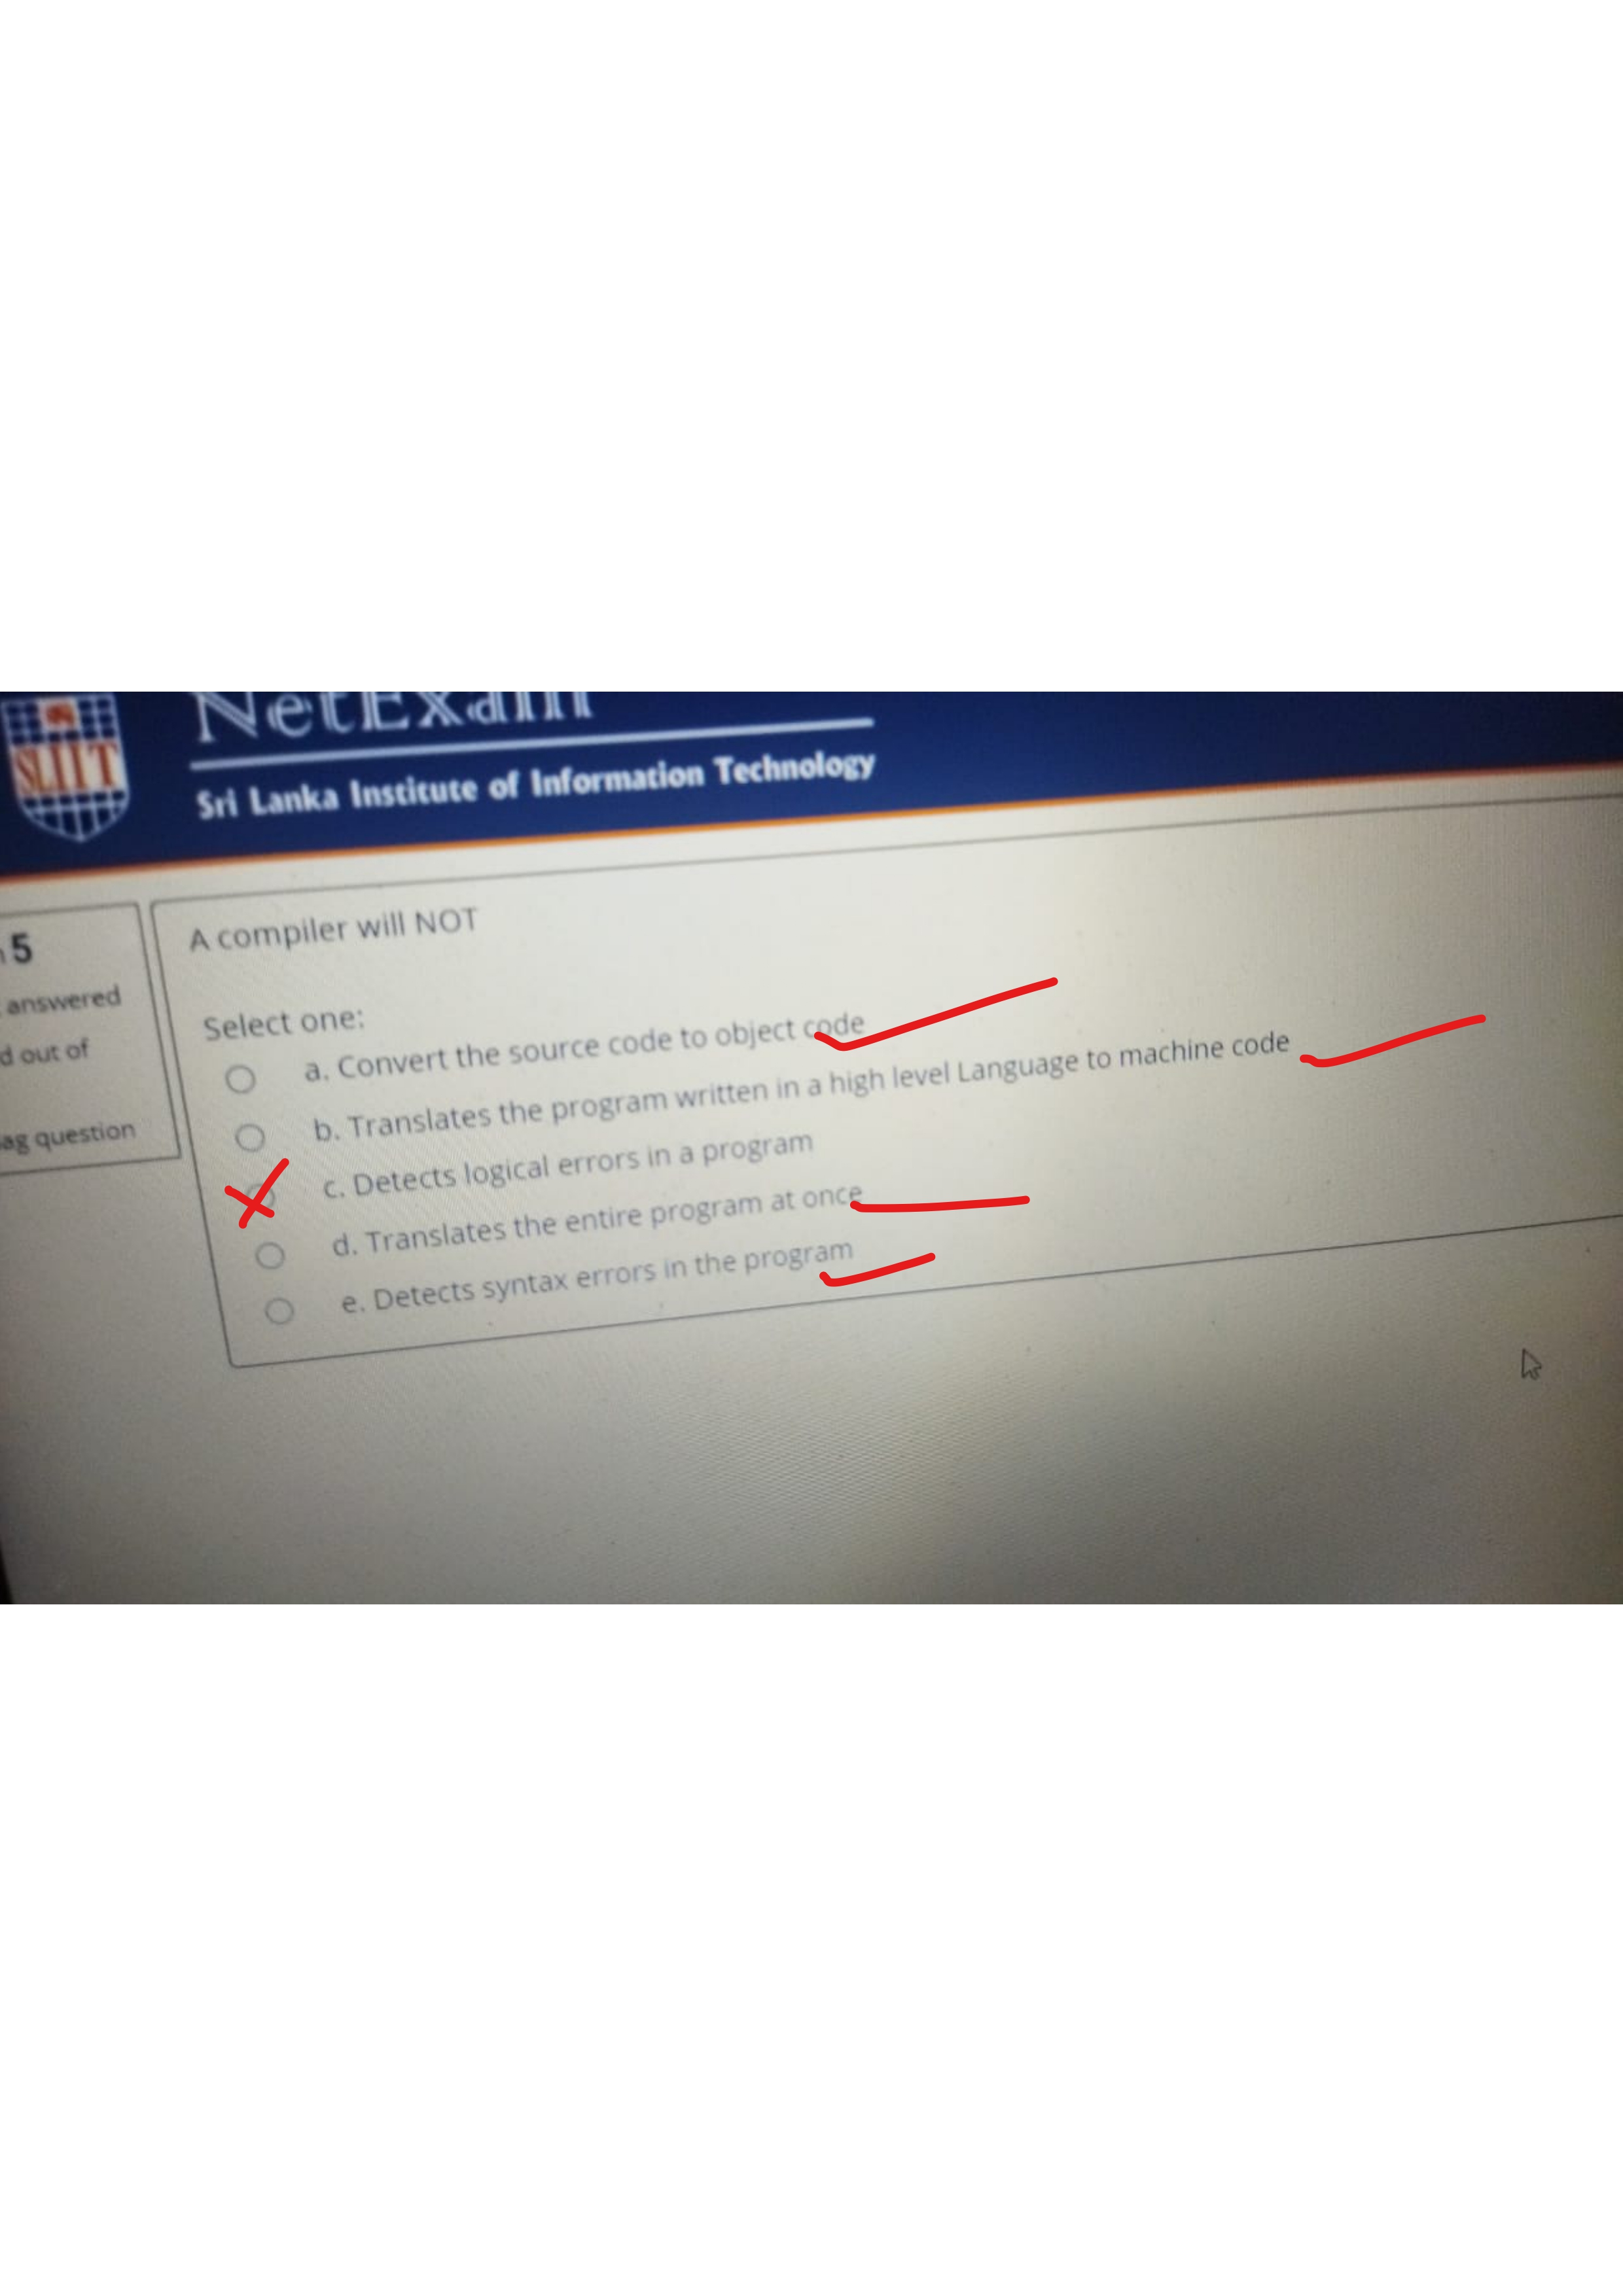 NetExam
SLIIT
Sri Lanka Institute of Information Technology
5
answered
d out of
ag question
A compiler will NOT
Select one:
a. Convert the source code to object code
b. Translates the program written in a high level Language to machine code
c. Detects logical errors in a program
d. Translates the entire program at once
e. Detects syntax errors in the program